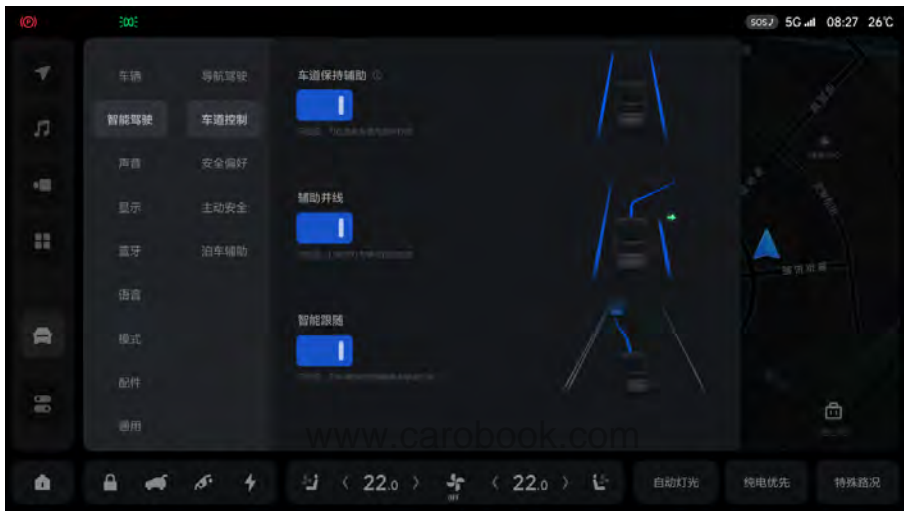 SOS 5G 08:27 26℃
车辆 导航驾驶
智能驾驶 车道控制
声音 安全偏好
显示 主动安全
蓝牙 泊车辅助
语言
模式
配件
通用
车道保持辅助
辅助并线
智能跟随
www.carobook.com
22.0 OFF 22.0 自动灯光 纯电优先 特殊路况